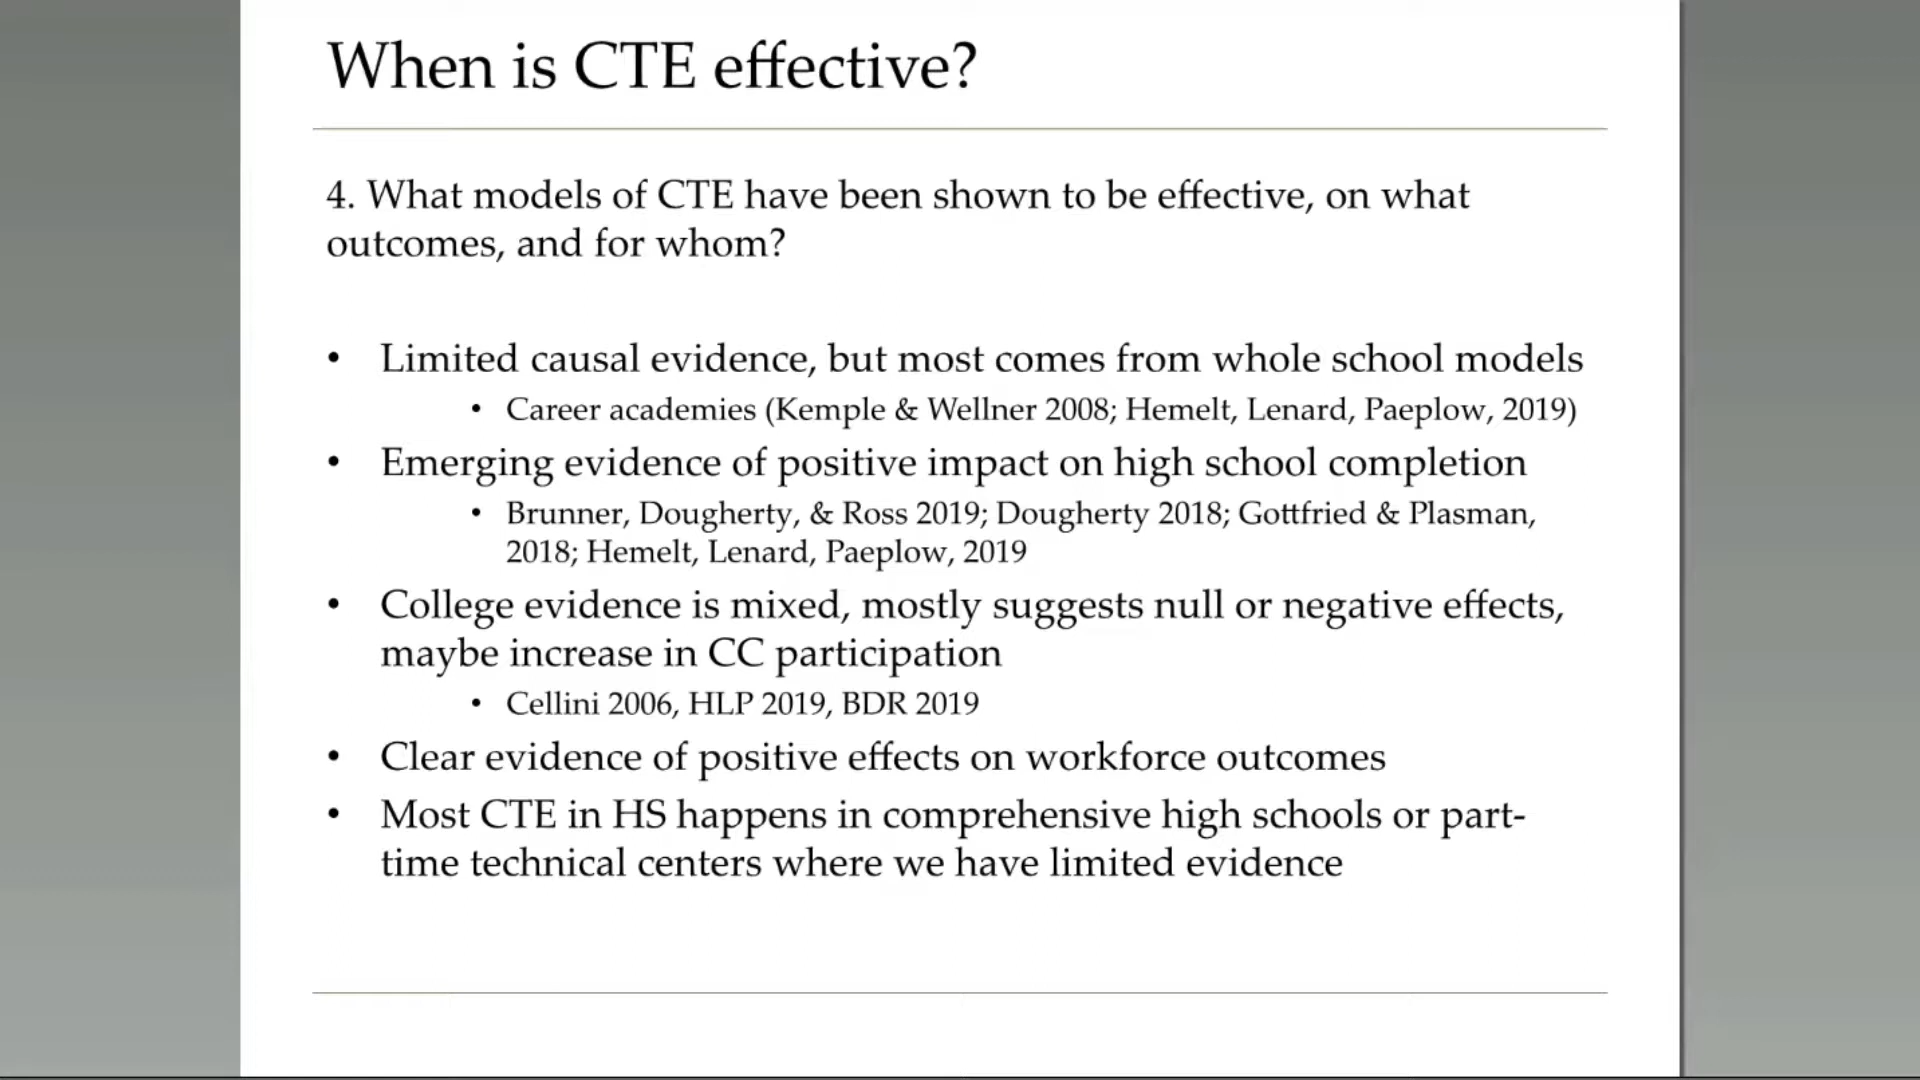 When is CTE effective?
4. What models of CTE have been shown to be effective, on what
outcomes, and for whom?
• Limited causal evidence, but most comes from whole school models
• Career academies (Kemple & Wellner 2008; Hemelt, Lenard, Paeplow, 2019)
• Emerging evidence of positive impact on high school completion
• Brunner, Dougherty, & Ross 2019; Dougherty 2018; Gottfried & Plasman,
2018; Hemelt, Lenard, Paeplow, 2019
• College evidence is mixed, mostly suggests null or negative effects,
maybe increase in CC participation
• Cellini 2006, HLP 2019, BDR 2019
• Clear evidence of positive effects on workforce outcomes
• Most CTE in HS happens in comprehensive high schools or part-
time technical centers where we have limited evidence